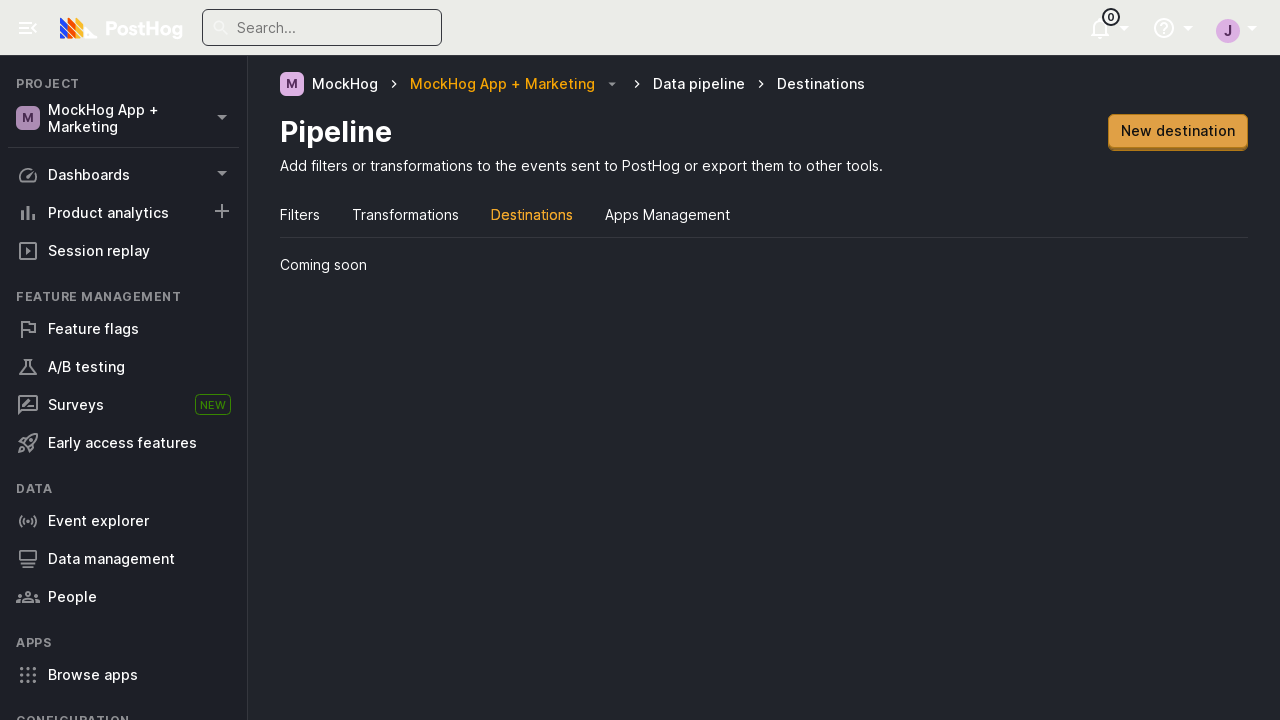 PostHog
Search...
0
J
PROJECT
M
MockHog App +
Marketing
Dashboards
Product analytics
Session replay
FEATURE MANAGEMENT
Feature flags
A/B testing
Surveys
NEW
Early access features
DATA
Event explorer
Data management
People
APPS
Browse apps
CONFIGURATION
M MockHog > MockHog App + Marketing > Data pipeline > Destinations
Pipeline
New destination
Add filters or transformations to the events sent to PostHog or export them to other tools.
Filters Transformations Destinations Apps Management
Coming soon